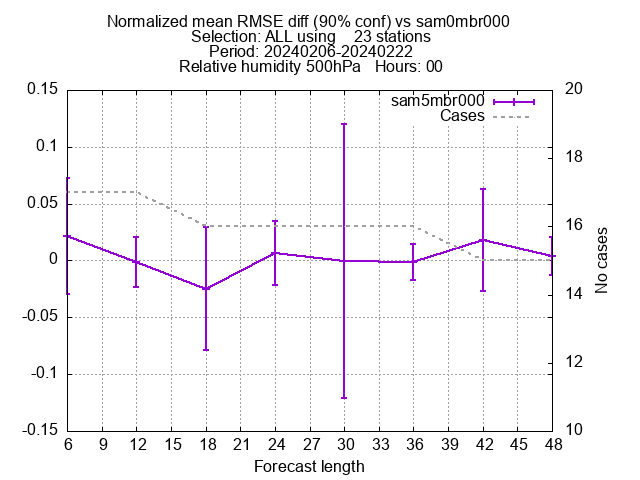 Normalized mean RMSE diff (90% conf) vs sam0mbr000
Selection: ALL using    23 stations
Period: 20240206-20240222
Relative humidity 500hPa   Hours: 00
sam5mbr000
Cases
0.15
0.1
0.05
0
-0.05
-0.1
-0.15
20
18
16
14
12
10
No cases
6 9 12 15 18 21 24 27 30 33 36 39 42 45 48
Forecast length